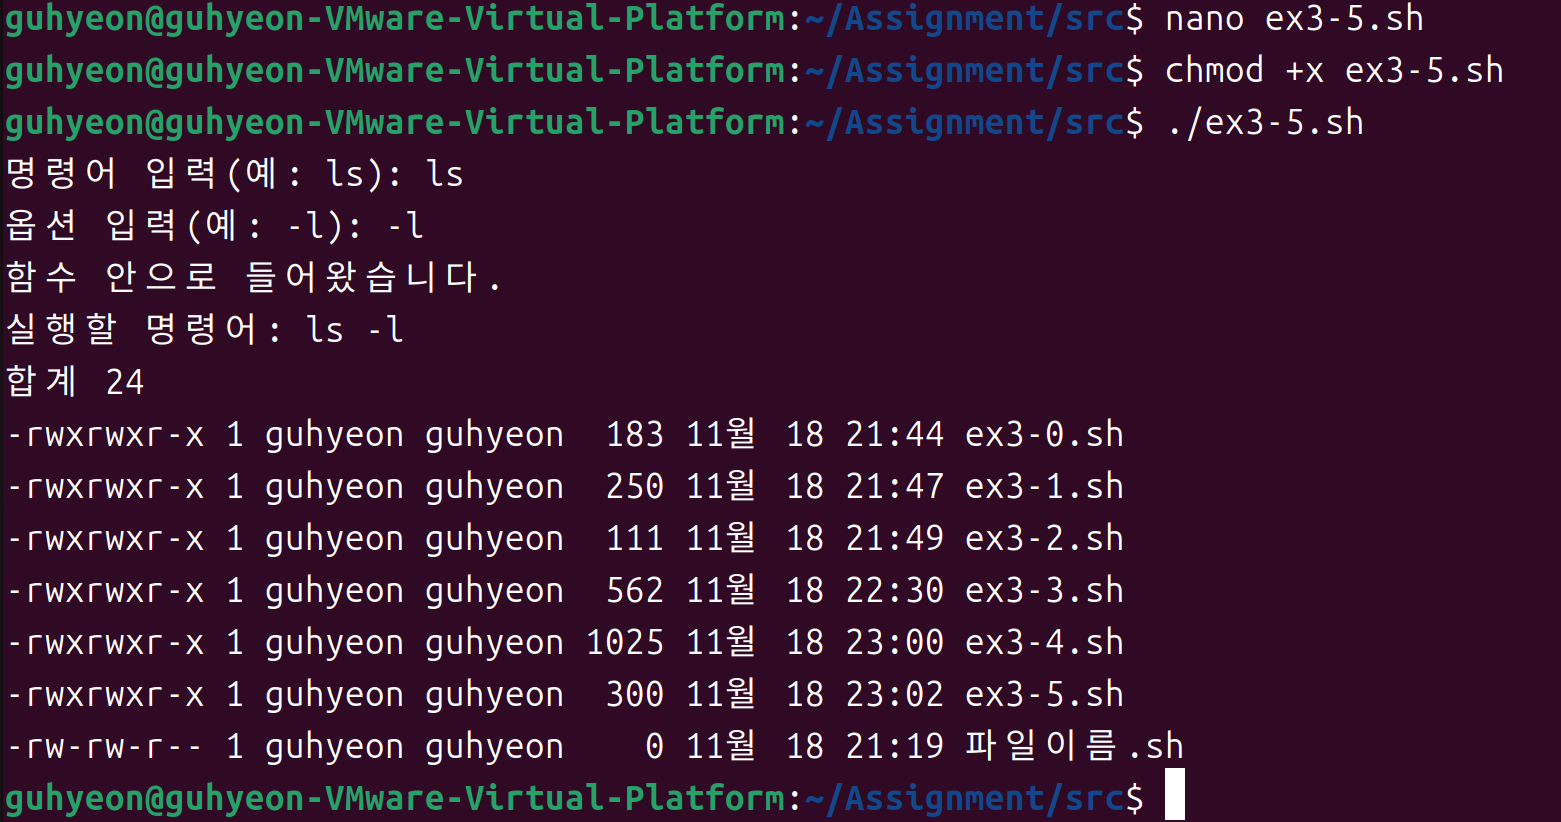 guhyeon@guhyeon-VMware-Virtual-Platform:~/Assignment/src$ nano ex3-5.sh
guhyeon@guhyeon-VMware-Virtual-Platform:~/Assignment/src$ chmod +x ex3-5.sh
guhyeon@guhyeon-VMware-Virtual-Platform:~/Assignment/src$ ./ex3-5.sh
명령어 입력(예: ls): ls
옵션 입력(예: -l): -l
함수 안으로 들어왔습니다.
실행할 명령어: ls -l
합계 24
-rwxrwxr-x 1 guhyeon guhyeon  183 11월 18 21:44 ex3-0.sh
-rwxrwxr-x 1 guhyeon guhyeon  250 11월 18 21:47 ex3-1.sh
-rwxrwxr-x 1 guhyeon guhyeon  111 11월 18 21:49 ex3-2.sh
-rwxrwxr-x 1 guhyeon guhyeon  562 11월 18 22:30 ex3-3.sh
-rwxrwxr-x 1 guhyeon guhyeon 1025 11월 18 23:00 ex3-4.sh
-rwxrwxr-x 1 guhyeon guhyeon  300 11월 18 23:02 ex3-5.sh
-rw-rw-r-- 1 guhyeon guhyeon    0 11월 18 21:19 파일이름.sh
guhyeon@guhyeon-VMware-Virtual-Platform:~/Assignment/src$